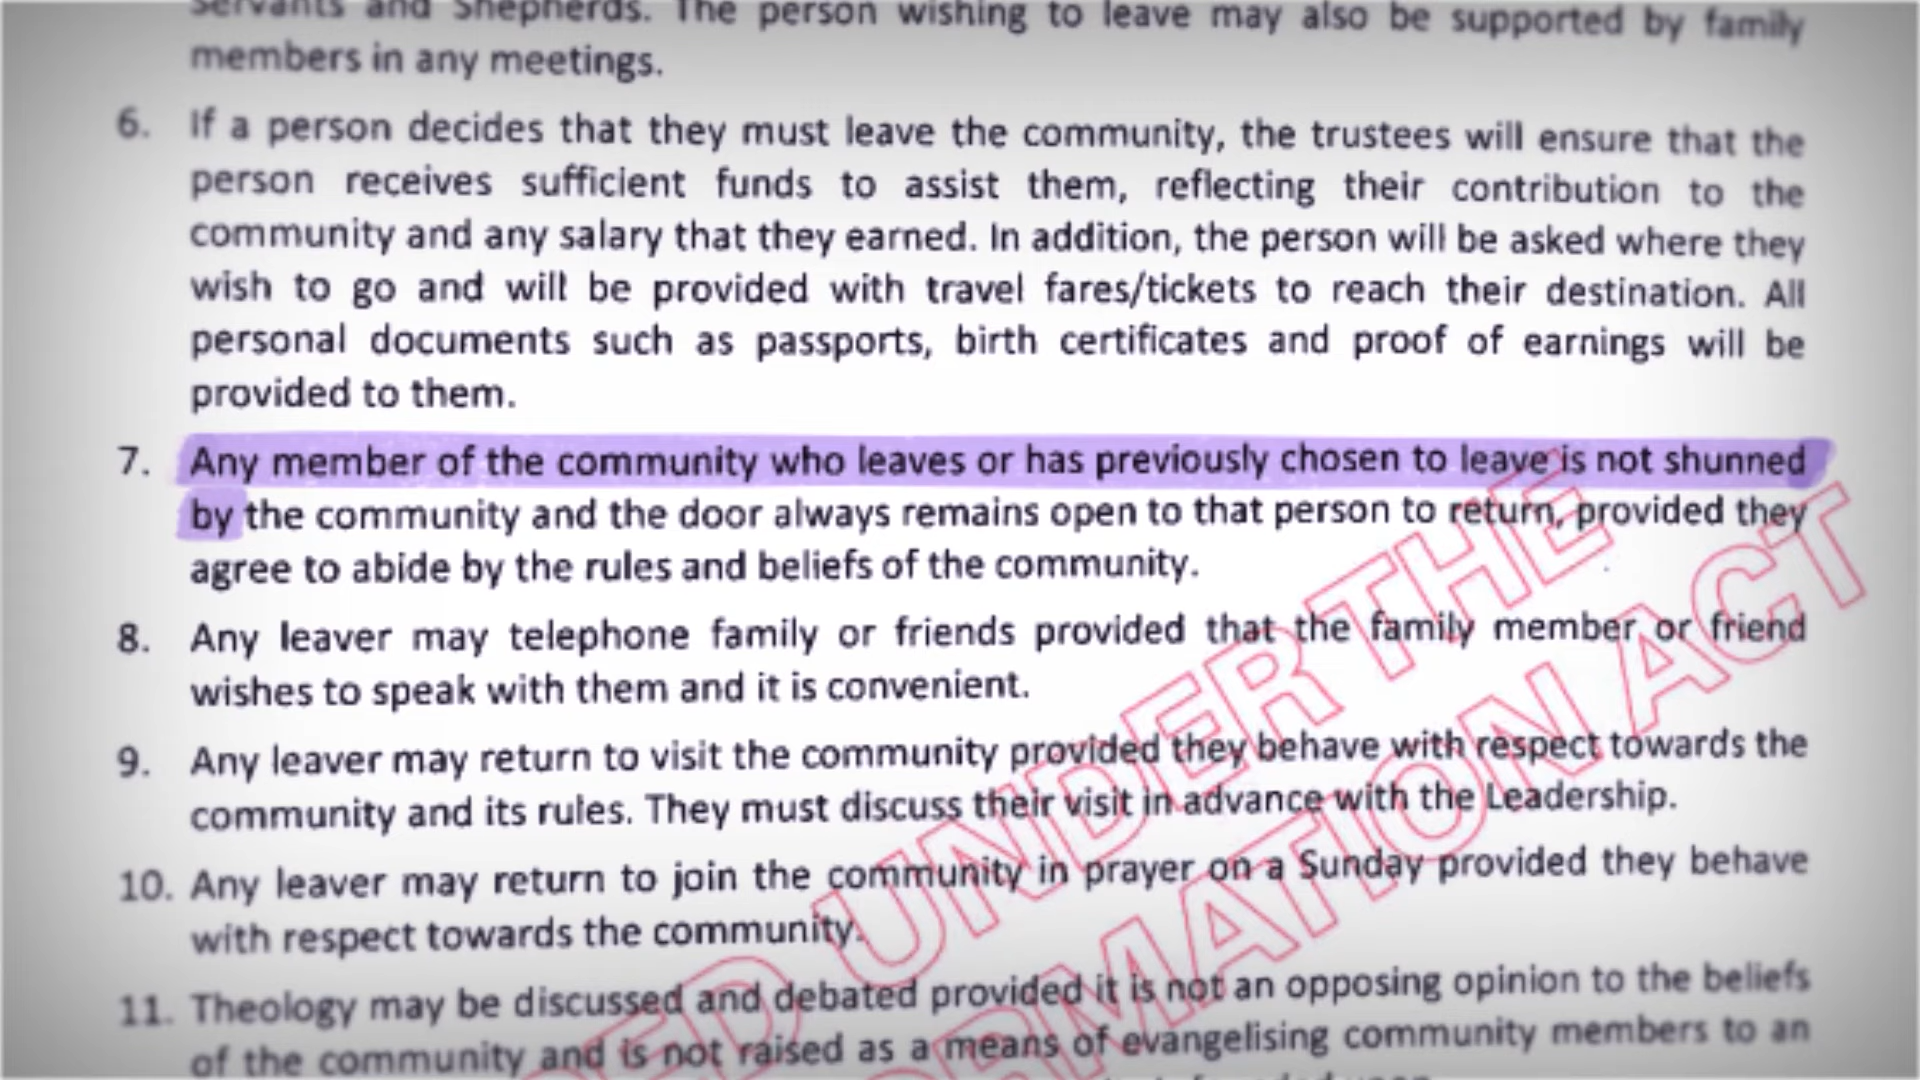 Servants and Shepherds. The person wishing to leave may also be supported by family
members in any meetings.
6. If a person decides that they must leave the community, the trustees will ensure that the
person receives sufficient funds to assist them, reflecting their contribution to the
community and any salary that they earned. In addition, the person will be asked where they
wish to go and will be provided with travel fares/tickets to reach their destination. All
personal documents such as passports, birth certificates and proof of earnings will be
provided to them.
7. Any member of the community who leaves or has previously chosen to leave is not shunned
by the community and the door always remains open to that person to return, provided they
agree to abide by the rules and beliefs of the community.
8. Any leaver may telephone family or friends provided that the family member or friend
wishes to speak with them and it is convenient.
9. Any leaver may return to visit the community provided they behave with respect towards the
community and its rules. They must discuss their visit in advance with the Leadership.
10. Any leaver may return to join the community in prayer on a Sunday provided they behave
with respect towards the community.
11. Theology may be discussed and debated provided it is not an opposing opinion to the beliefs
of the community and is not raised as a means of evangelising community members to an
UNDER THE
ACT